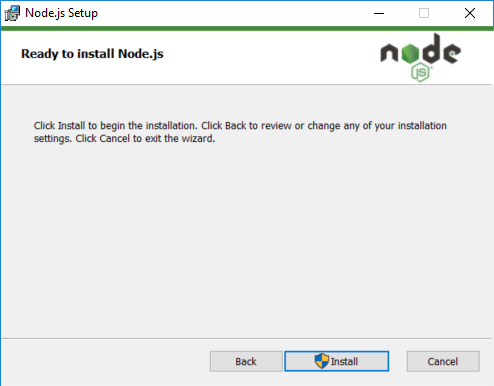 Node.js Setup
Ready to install Node.js
node
JS
Click Install to begin the installation. Click Back to review or change any of your installation
settings. Click Cancel to exit the wizard.
Back
Install
Cancel